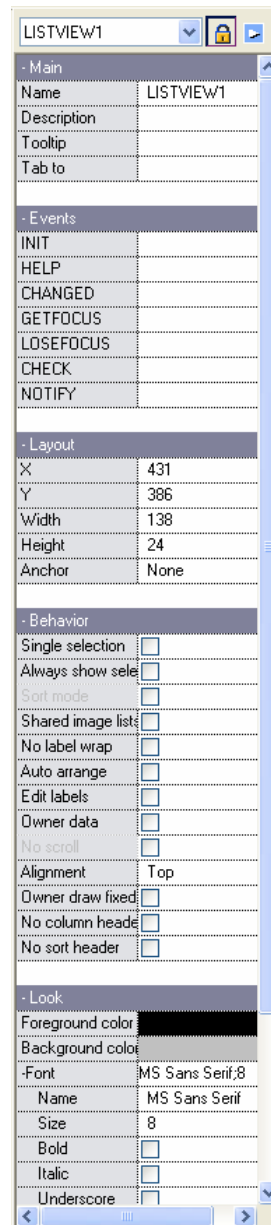 LISTVIEW1
- Main
Name LISTVIEW1
Description
Tooltip
Tab to
- Events
INIT
HELP
CHANGED
GETFOCUS
LOSEFOCUS
CHECK
NOTIFY
- Layout
X 431
Y 386
Width 138
Height 24
Anchor None
- Behavior
Single selection
Always show sele
Sort mode
Shared image lists
No label wrap
Auto arrange
Edit labels
Owner data
No scroll
Alignment Top
Owner draw fixed
No column heade
No sort header
- Look
Foreground color
Background color
-Font MS Sans Serif;8
Name MS Sans Serif
Size 8
Bold
Italic
Underscore